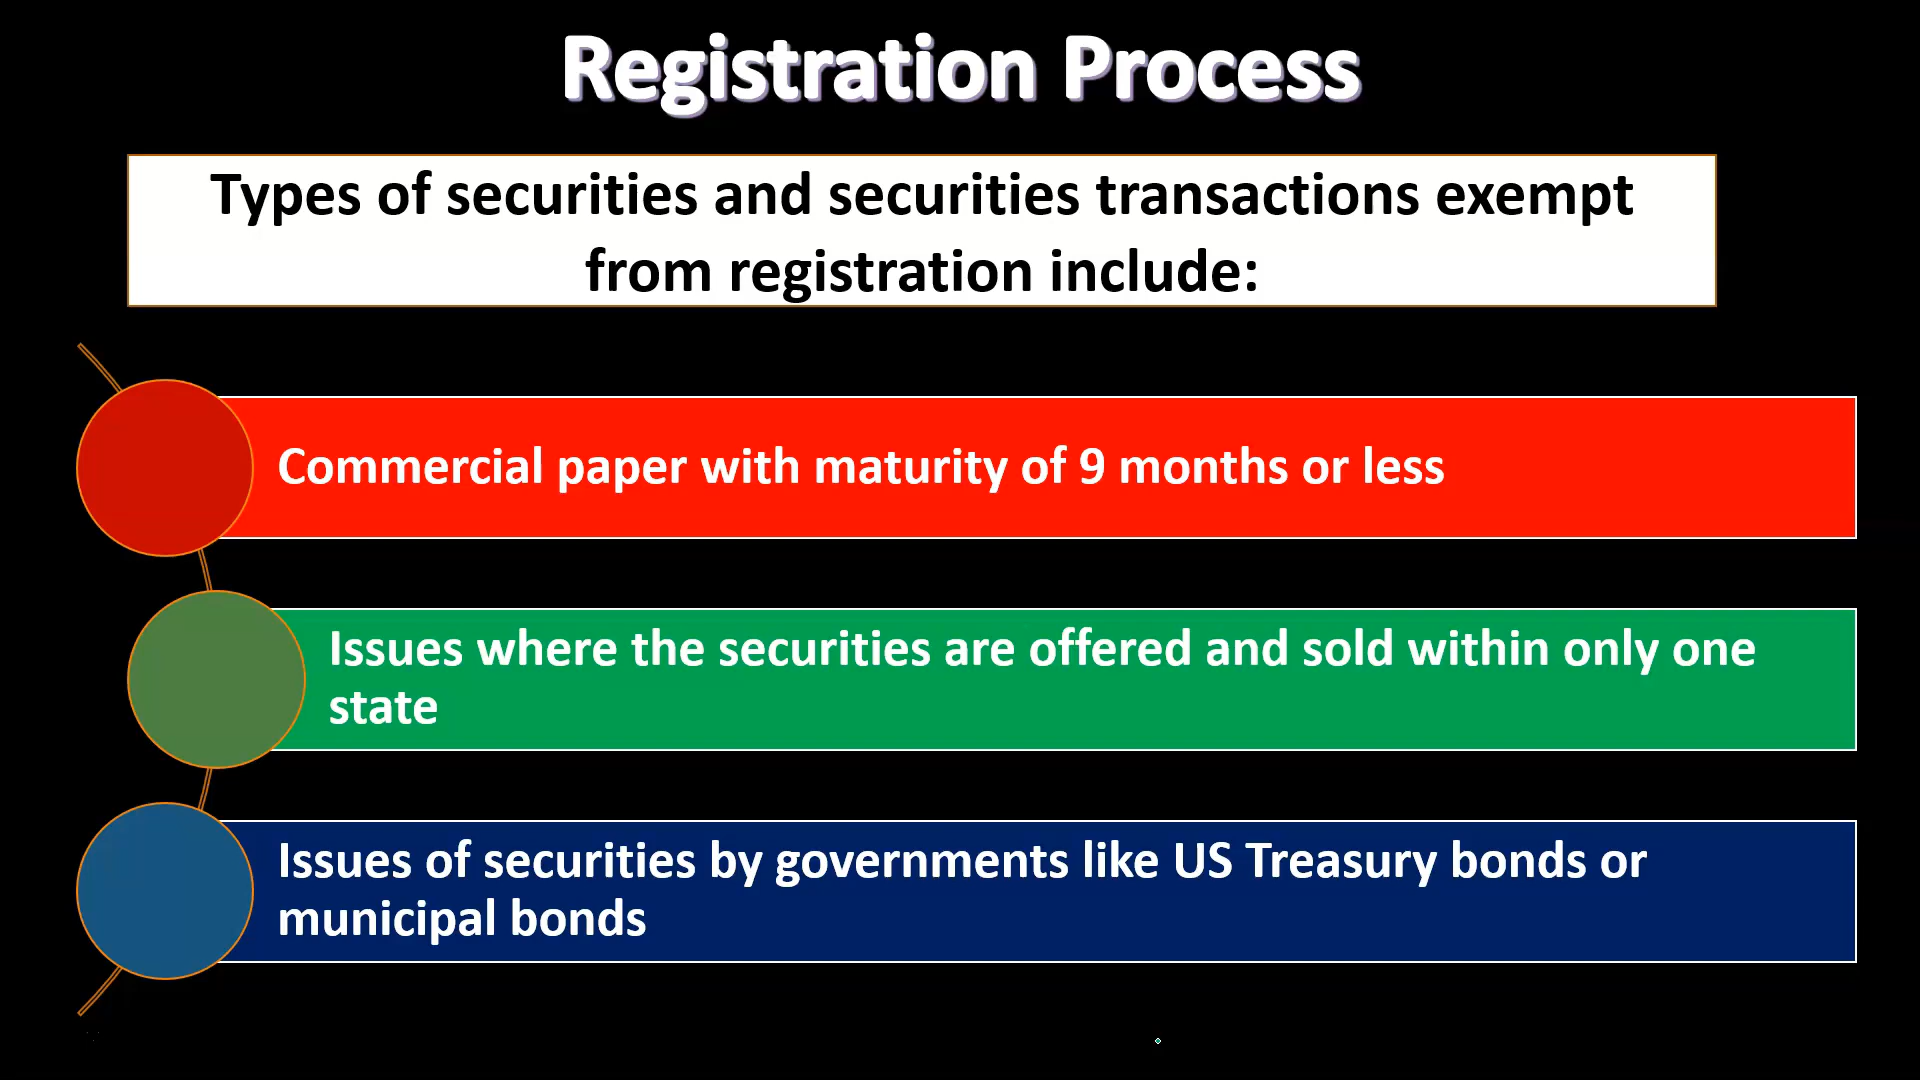 Registration Process
Types of securities and securities transactions exempt
from registration include:
Commercial paper with maturity of 9 months or less
Issues where the securities are offered and sold within only one
state
Issues of securities by governments like US Treasury bonds or
municipal bonds